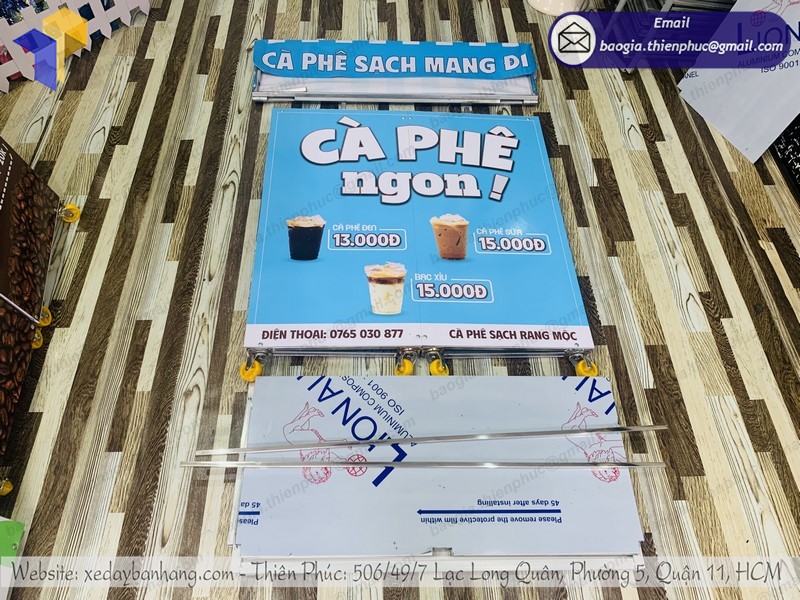 Email
baogia.thienphuc@gmail.com
CÀ PHÊ SẠCH MANG ĐI
CÀ PHÊ
ngon!
CÀ PHÊ ĐEN
13.000Đ
CÀ PHÊ SỮA
15.000Đ
BẠC XỈU
15.000Đ
ĐIỆN THOẠI: 0765 030 877
CÀ PHÊ SẠCH RANG MỘC
LIONAL
ALUMINIUM COMPOS
ISO 9001
Please remove the protective film within
45 days after installing
Website: xedaybanhang.com - Thiên Phúc: 506/49/7 Lạc Long Quân, Phường 5, Quận 11, HCM